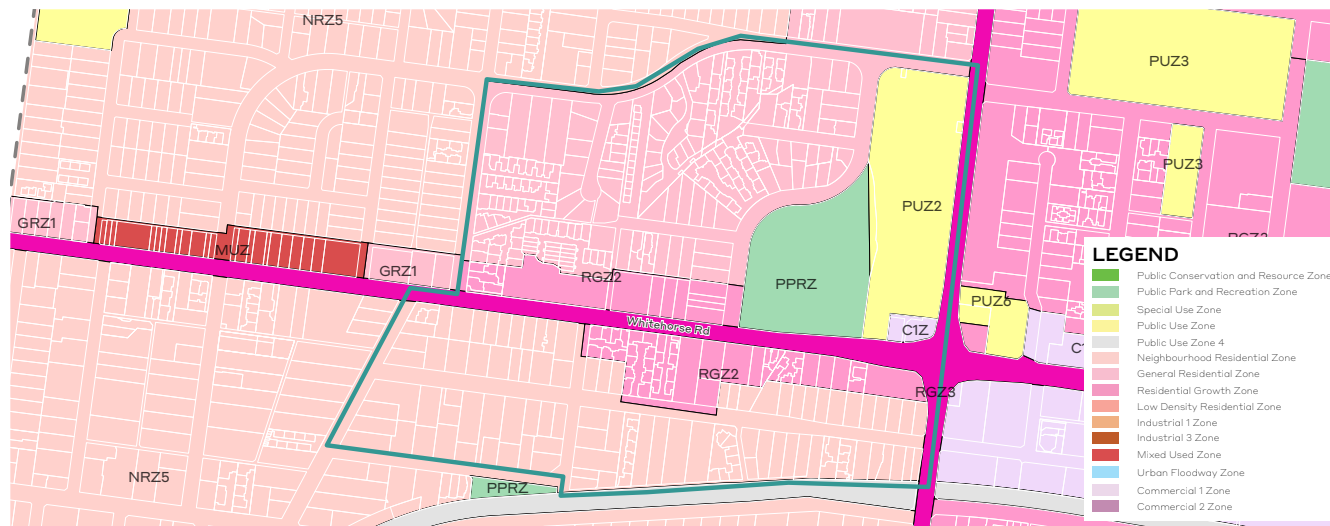 NRZ5
PUZ3
PUZ3
PUZ2
GRZ1
MUZ
GRZ1
RGZ2
PPRZ
PUZ6
C1Z
Whitehorse Rd
RGZ2
RGZ3
NRZ5
PPRZ
LEGEND
Public Conservation and Resource Zone
Public Park and Recreation Zone
Special Use Zone
Public Use Zone
Public Use Zone 4
Neighbourhood Residential Zone
General Residential Zone
Residential Growth Zone
Low Density Residential Zone
Industrial 1 Zone
Industrial 3 Zone
Mixed Used Zone
Urban Floodway Zone
Commercial 1 Zone
Commercial 2 Zone